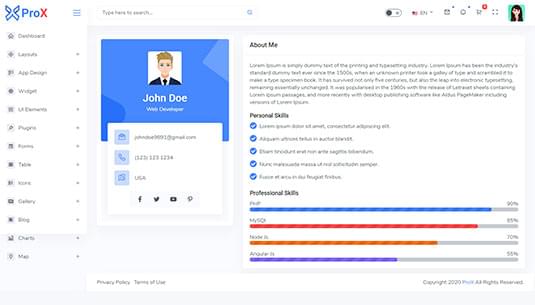 ProX
Type here to search...
EN
Dashboard
Layouts
App Design
Widget
UI Elements
Plugins
Forms
Table
Icons
Gallery
Blog
Charts
Map
John Doe
Web Developer
johndoe9891@gmail.com
(123) 123 1234
USA
About Me
Lorem Ipsum is simply dummy text of the printing and typesetting industry. Lorem Ipsum has been the industry's
standard dummy text ever since the 1500s, when an unknown printer took a galley of type and scrambled it to
make a type specimen book. It has survived not only five centuries, but also the leap into electronic typesetting,
remaining essentially unchanged. It was popularised in the 1960s with the release of Letraset sheets containing
Lorem Ipsum passages, and more recently with desktop publishing software like Aldus PageMaker including
versions of Lorem Ipsum.
Personal Skills
Lorem ipsum dolor sit amet, consectetur adipiscing elit.
Aliquam ultrices tellus in auctor blandit.
Etiam tincidunt erat non ante sagittis bibendum.
Nunc malesuada massa ut nisl sollicitudin semper.
Fusce et arcu in dui feugiat finibus.
Professional Skills
PHP 90%
MySQL 85%
Node Js. 70%
Angular Js 55%
Privacy Policy Terms of Use
Copyright 2020 ProX All Rights Reserved.